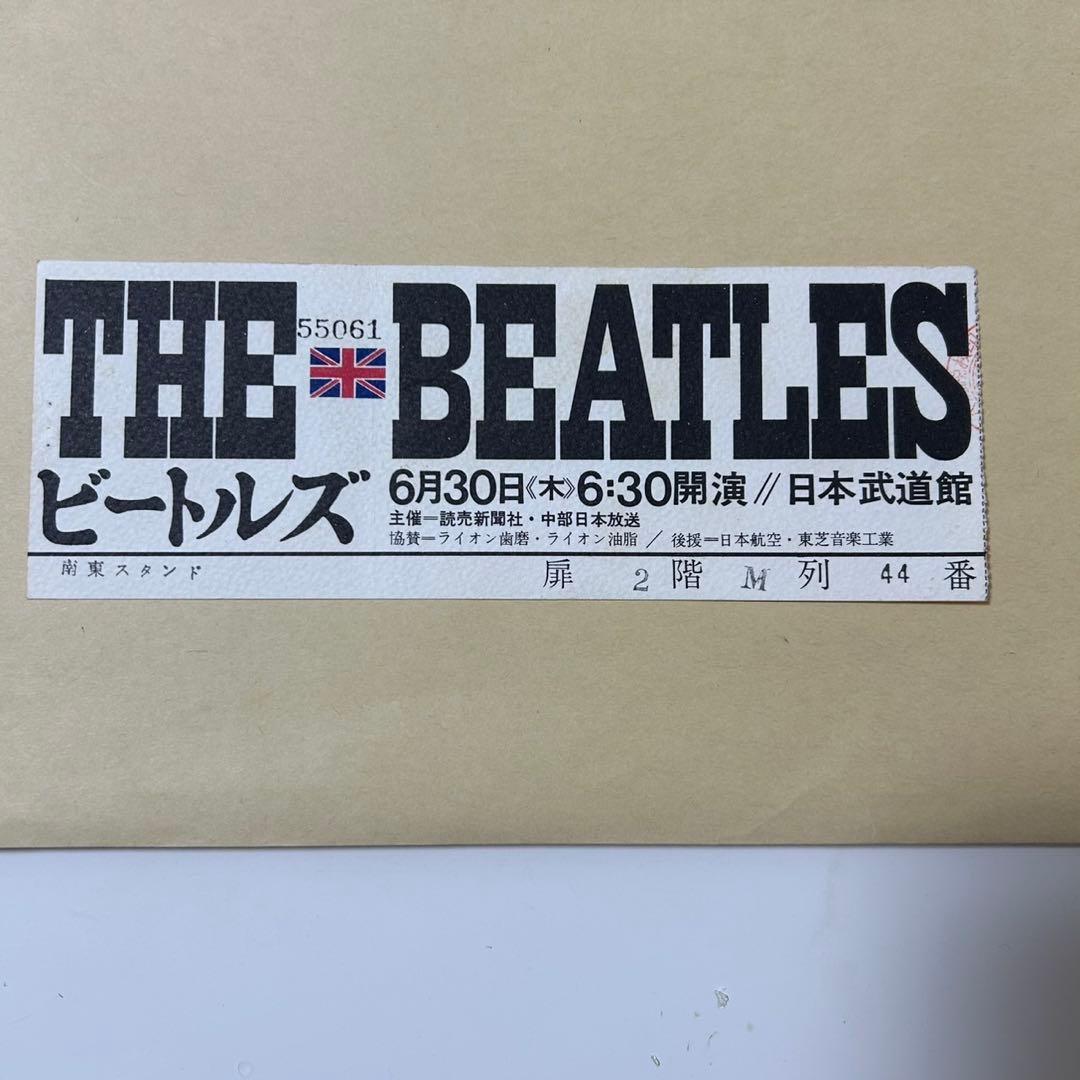 THE BEATLES
55061
ビートルズ
6月30日《木》6:30開演//日本武道館
主催=読売新聞社・中部日本放送
協賛=ライオン歯磨・ライオン油脂/後援=日本航空・東芝音楽工業
南東スタンド 扉 2 階 M 列 44 番